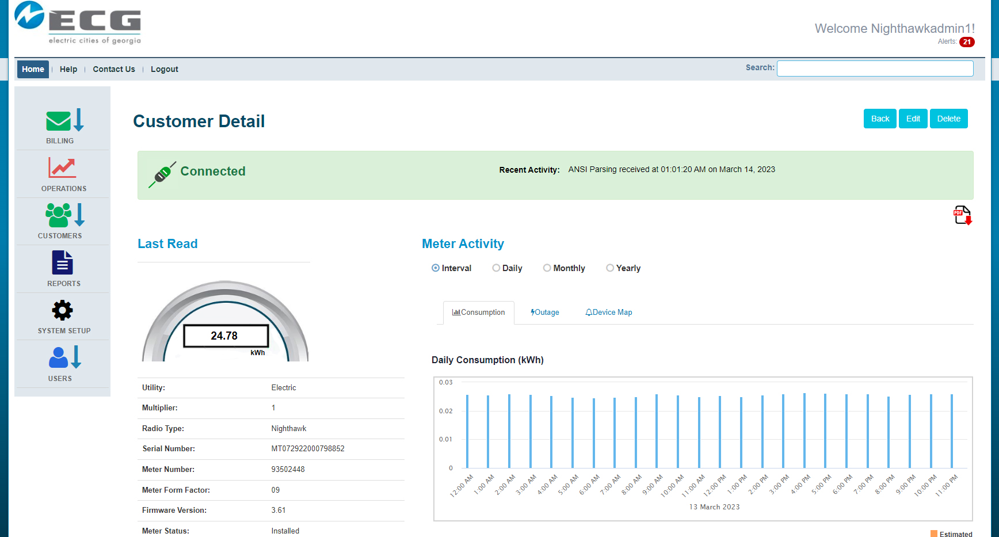 ECG
electric cities of georgia
Welcome Nighthawkadmin1!
Alerts: 21
Home | Help | Contact Us | Logout
Search:
BILLING
OPERATIONS
CUSTOMERS
REPORTS
SYSTEM SETUP
USERS
Customer Detail
Back Edit Delete
Connected
Recent Activity: ANSI Parsing received at 01:01:20 AM on March 14, 2023
PDF
Last Read
24.78
kWh
Utility: Electric
Multiplier: 1
Radio Type: Nighthawk
Serial Number: MT072922000798852
Meter Number: 93502448
Meter Form Factor: 09
Firmware Version: 3.61
Meter Status: Installed
Meter Activity
Interval Daily Monthly Yearly
Consumption Outage Device Map
Daily Consumption (kWh)
0.03
0.02
0.01
0
12:00 AM 1:00 AM 2:00 AM 3:00 AM 4:00 AM 5:00 AM 6:00 AM 7:00 AM 8:00 AM 9:00 AM 10:00 AM 11:00 AM 12:00 PM 1:00 PM 2:00 PM 3:00 PM 4:00 PM 5:00 PM 6:00 PM 7:00 PM 8:00 PM 9:00 PM 10:00 PM 11:00 PM
13 March 2023
Estimated